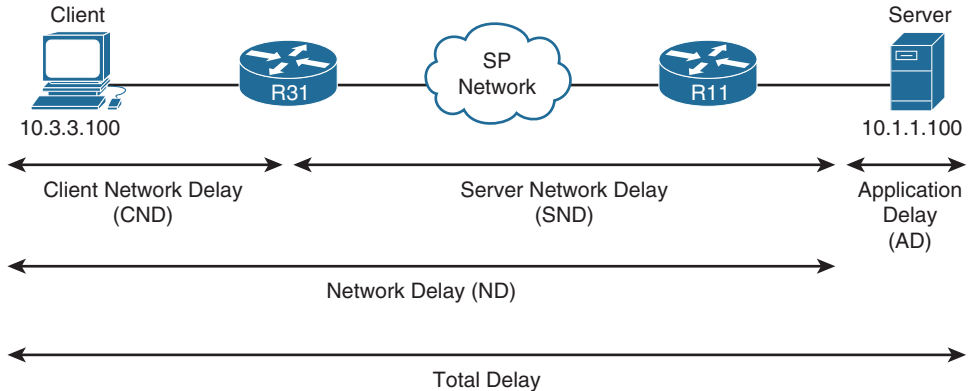 Client
Server
SP
Network
R31
R11
10.3.3.100
10.1.1.100
Client Network Delay
(CND)
Server Network Delay
(SND)
Application
Delay
(AD)
Network Delay (ND)
Total Delay